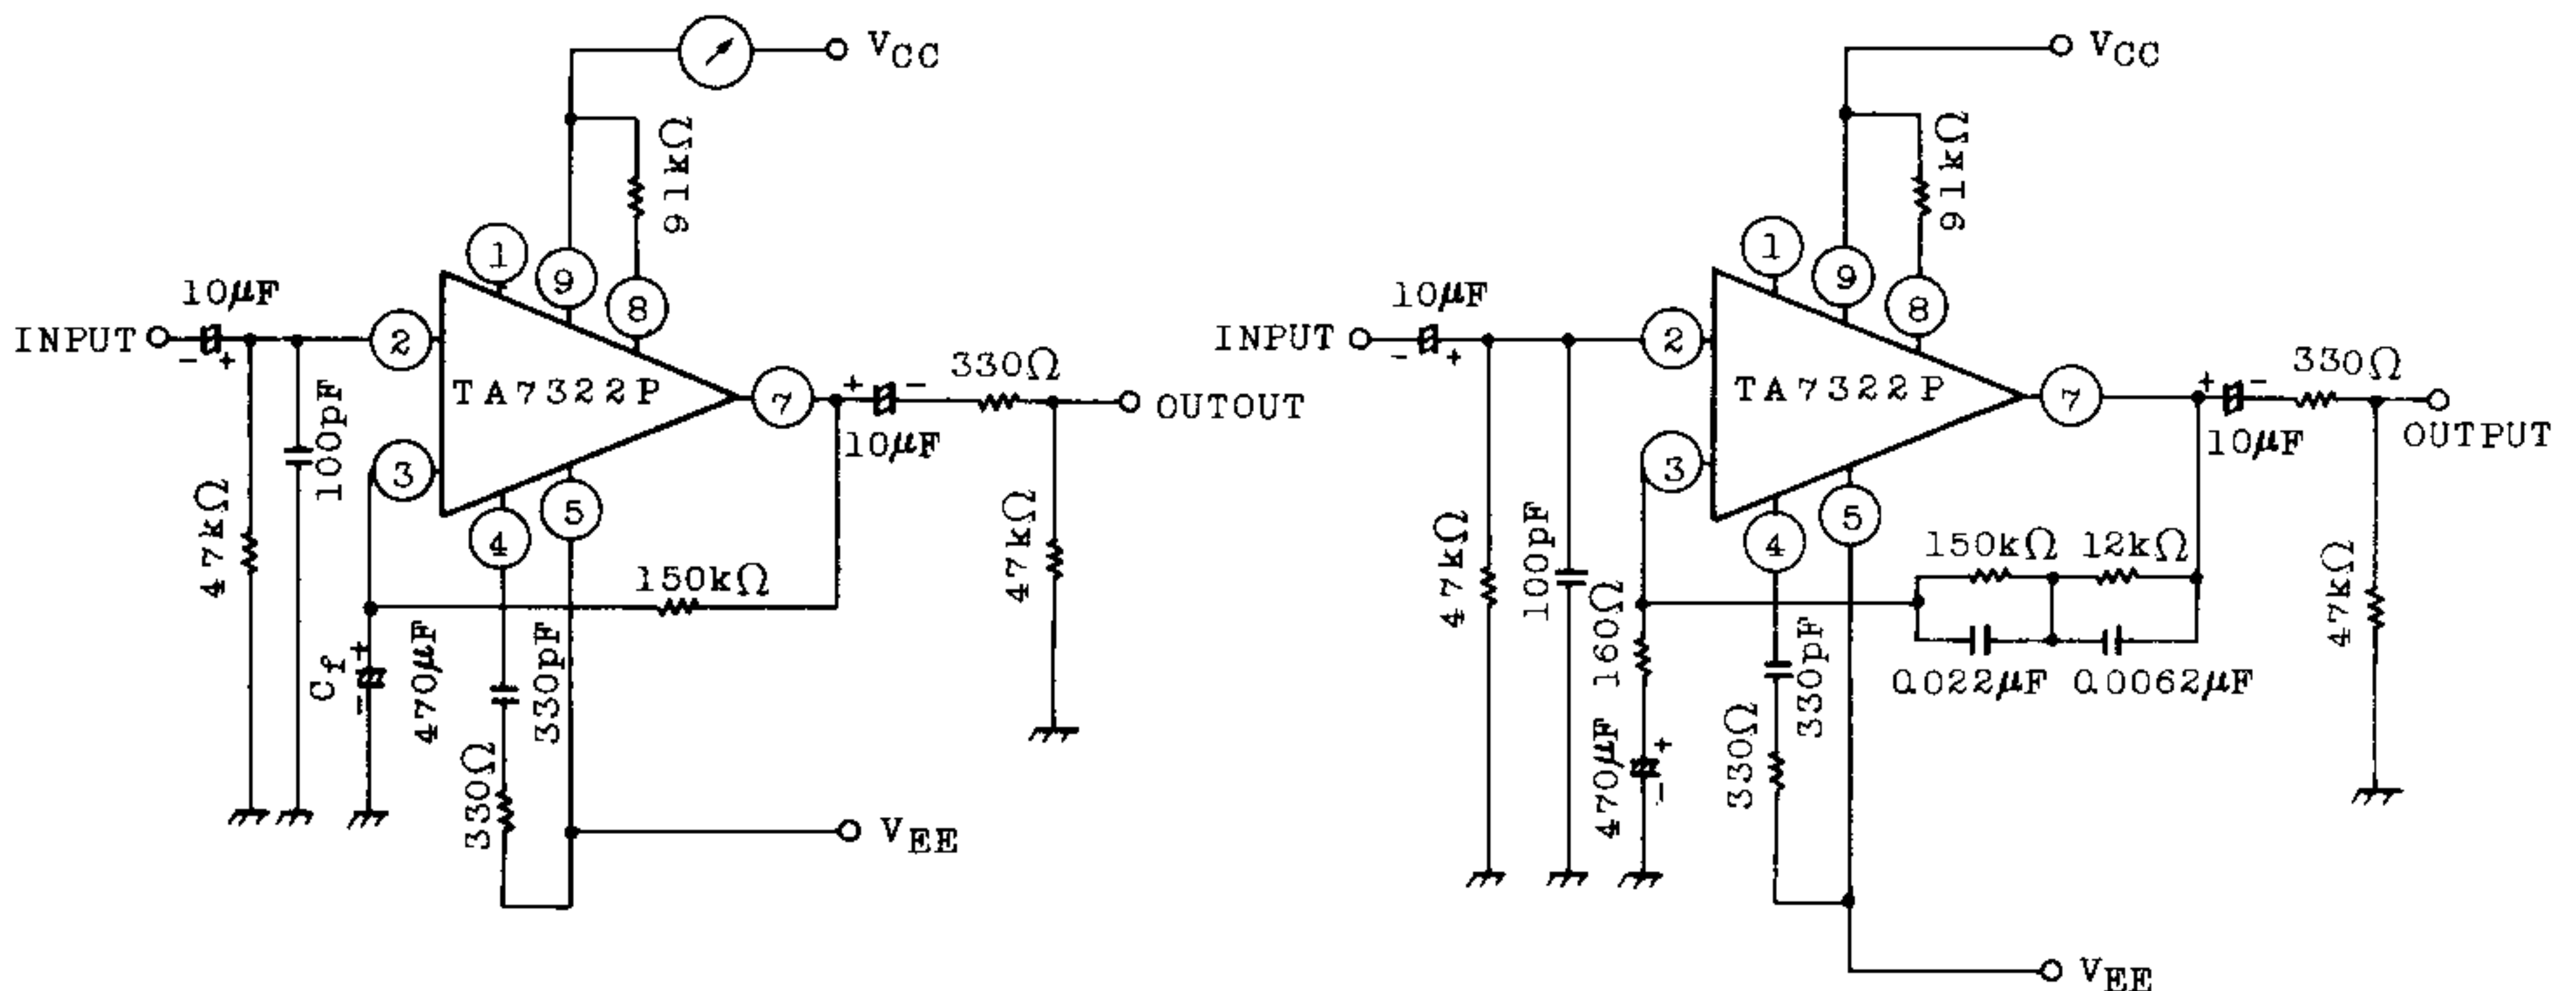 VCC
91kΩ
1
9
8
10μF
INPUT
-
+
2
TA7322P
3
4
5
7
+
-
10μF
330Ω
OUTOUT
47kΩ
100pF
47kΩ
150kΩ
Cf
+
-
470μF
330pF
330Ω
VEE
VCC
91kΩ
1
9
8
10μF
INPUT
-
+
2
TA7322P
3
4
5
7
+
-
10μF
330Ω
OUTPUT
47kΩ
100pF
160Ω
47kΩ
150kΩ
12kΩ
0.022μF
0.0062μF
470μF
+
-
330pF
330Ω
VEE